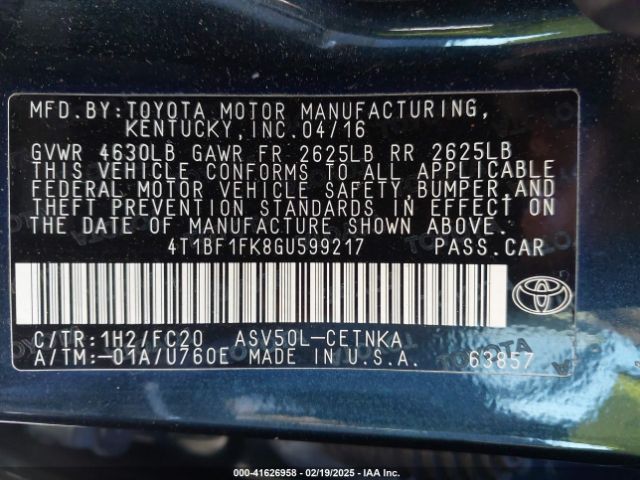 MFD.BY:TOYOTA MOTOR MANUFACTURING,
KENTUCKY,INC.04/16
GVWR 4630LB GAWR FR 2625LB RR 2625LB
THIS VEHICLE CONFORMS TO ALL APPLICABLE
FEDERAL MOTOR VEHICLE SAFETY, BUMPER,AND
THEFT PREVENTION STANDARDS IN EFFECT ON
THE DATE OF MANUFACTURE SHOWN ABOVE.
4T1BF1FK8GU599217 PASS.CAR
C/TR:1H2/FC20 ASV50L-CETNKA
A/TM:-01A/U760E MADE IN U.S.A. 63857
000-41626958 - 02/19/2025 - IAA Inc.